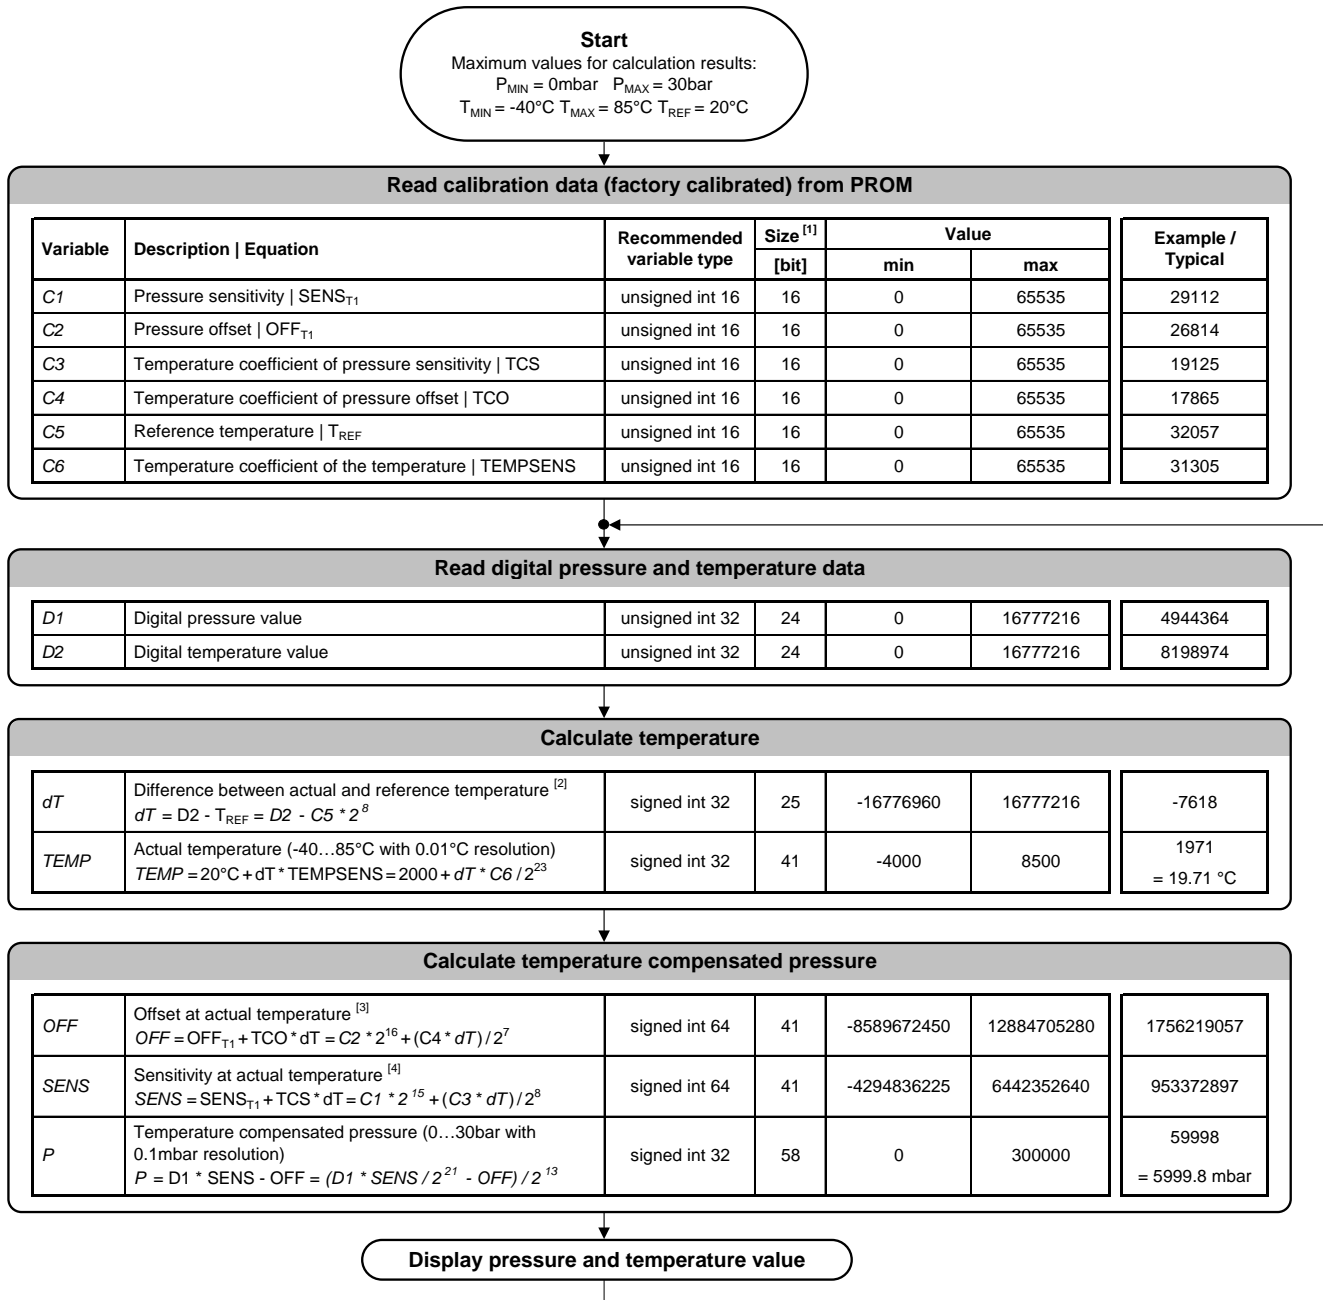 Start
Maximum values for calculation results:
P_MIN = 0mbar P_MAX = 30bar
T_MIN = -40°C T_MAX = 85°C T_REF = 20°C
Read calibration data (factory calibrated) from PROM
Variable | Description | Equation | Recommended variable type | Size [1] [bit] | Value min | max | Example / Typical
C1 | Pressure sensitivity | SENS_T1 | unsigned int 16 | 16 | 0 | 65535 | 29112
C2 | Pressure offset | OFF_T1 | unsigned int 16 | 16 | 0 | 65535 | 26814
C3 | Temperature coefficient of pressure sensitivity | TCS | unsigned int 16 | 16 | 0 | 65535 | 19125
C4 | Temperature coefficient of pressure offset | TCO | unsigned int 16 | 16 | 0 | 65535 | 17865
C5 | Reference temperature | T_REF | unsigned int 16 | 16 | 0 | 65535 | 32057
C6 | Temperature coefficient of the temperature | TEMPSENS | unsigned int 16 | 16 | 0 | 65535 | 31305
Read digital pressure and temperature data
D1 | Digital pressure value | unsigned int 32 | 24 | 0 | 16777216 | 4944364
D2 | Digital temperature value | unsigned int 32 | 24 | 0 | 16777216 | 8198974
Calculate temperature
dT | Difference between actual and reference temperature [2]
dT = D2 - T_REF = D2 - C5 * 2^8 | signed int 32 | 25 | -16776960 | 16777216 | -7618
TEMP | Actual temperature (-40…85°C with 0.01°C resolution)
TEMP = 20°C + dT * TEMPSENS = 2000 + dT * C6 / 2^23 | signed int 32 | 41 | -4000 | 8500 | 1971
= 19.71 °C
Calculate temperature compensated pressure
OFF | Offset at actual temperature [3]
OFF = OFF_T1 + TCO * dT = C2 * 2^16 + (C4 * dT) / 2^7 | signed int 64 | 41 | -8589672450 | 12884705280 | 1756219057
SENS | Sensitivity at actual temperature [4]
SENS = SENS_T1 + TCS * dT = C1 * 2^15 + (C3 * dT) / 2^8 | signed int 64 | 41 | -4294836225 | 6442352640 | 953372897
P | Temperature compensated pressure (0…30bar with
0.1mbar resolution)
P = D1 * SENS - OFF = (D1 * SENS / 2^21 - OFF) / 2^13 | signed int 32 | 58 | 0 | 300000 | 59998
= 5999.8 mbar
Display pressure and temperature value